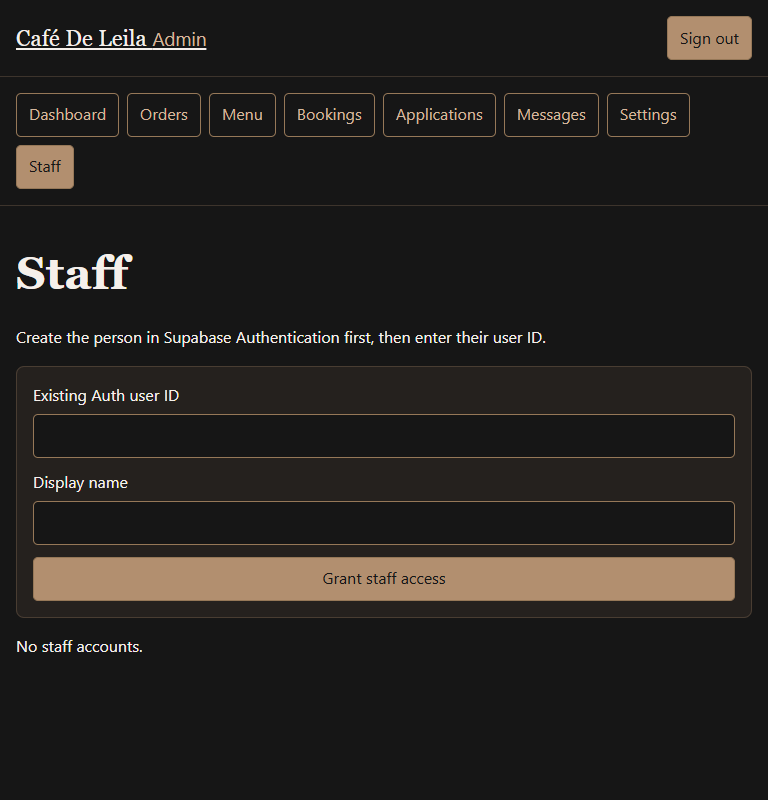 Café De Leila Admin
Sign out
Dashboard
Orders
Menu
Bookings
Applications
Messages
Settings
Staff
Staff
Create the person in Supabase Authentication first, then enter their user ID.
Existing Auth user ID
Display name
Grant staff access
No staff accounts.